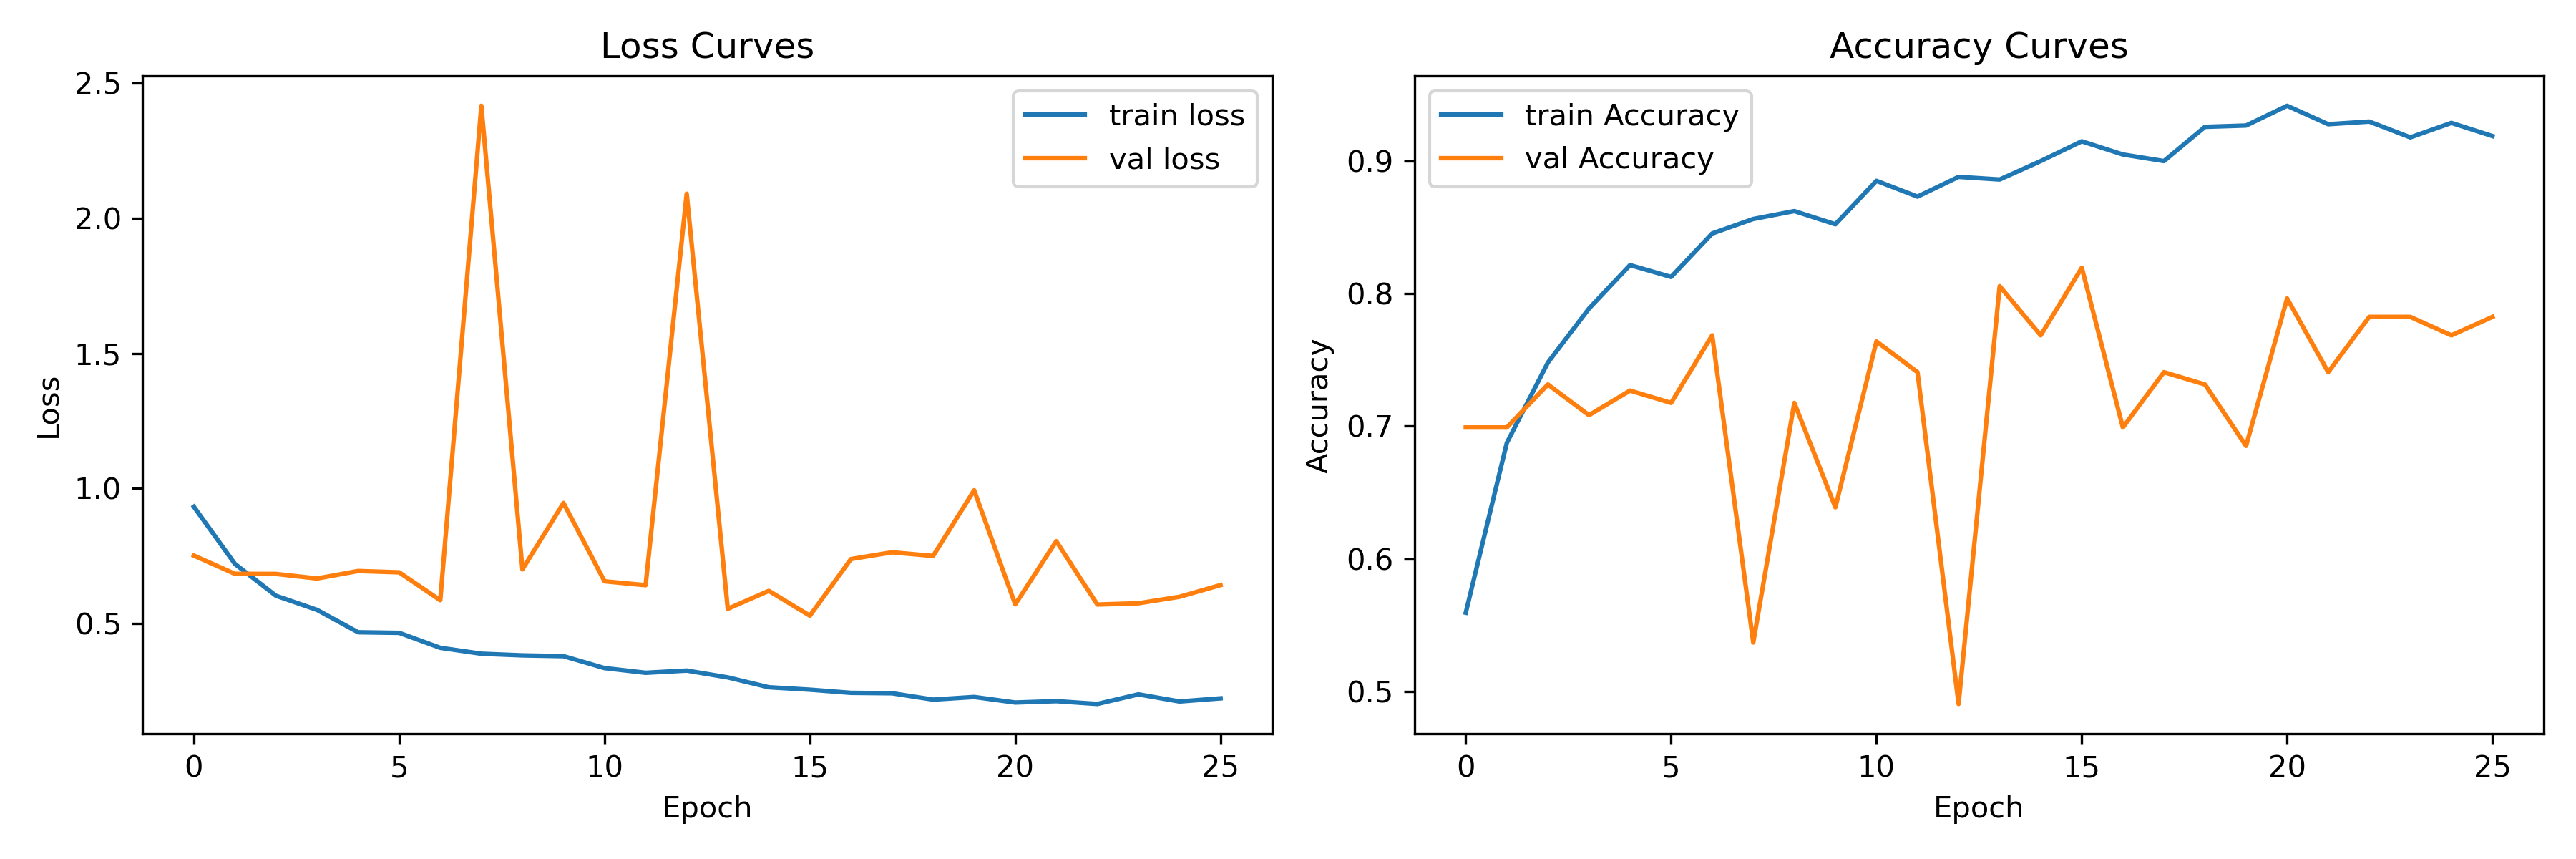 Loss Curves
2.5
2.0
1.5
1.0
0.5
Loss
train loss
val loss
0 5 10 15 20 25
Epoch
Accuracy Curves
0.9
0.8
0.7
0.6
0.5
Accuracy
train Accuracy
val Accuracy
0 5 10 15 20 25
Epoch